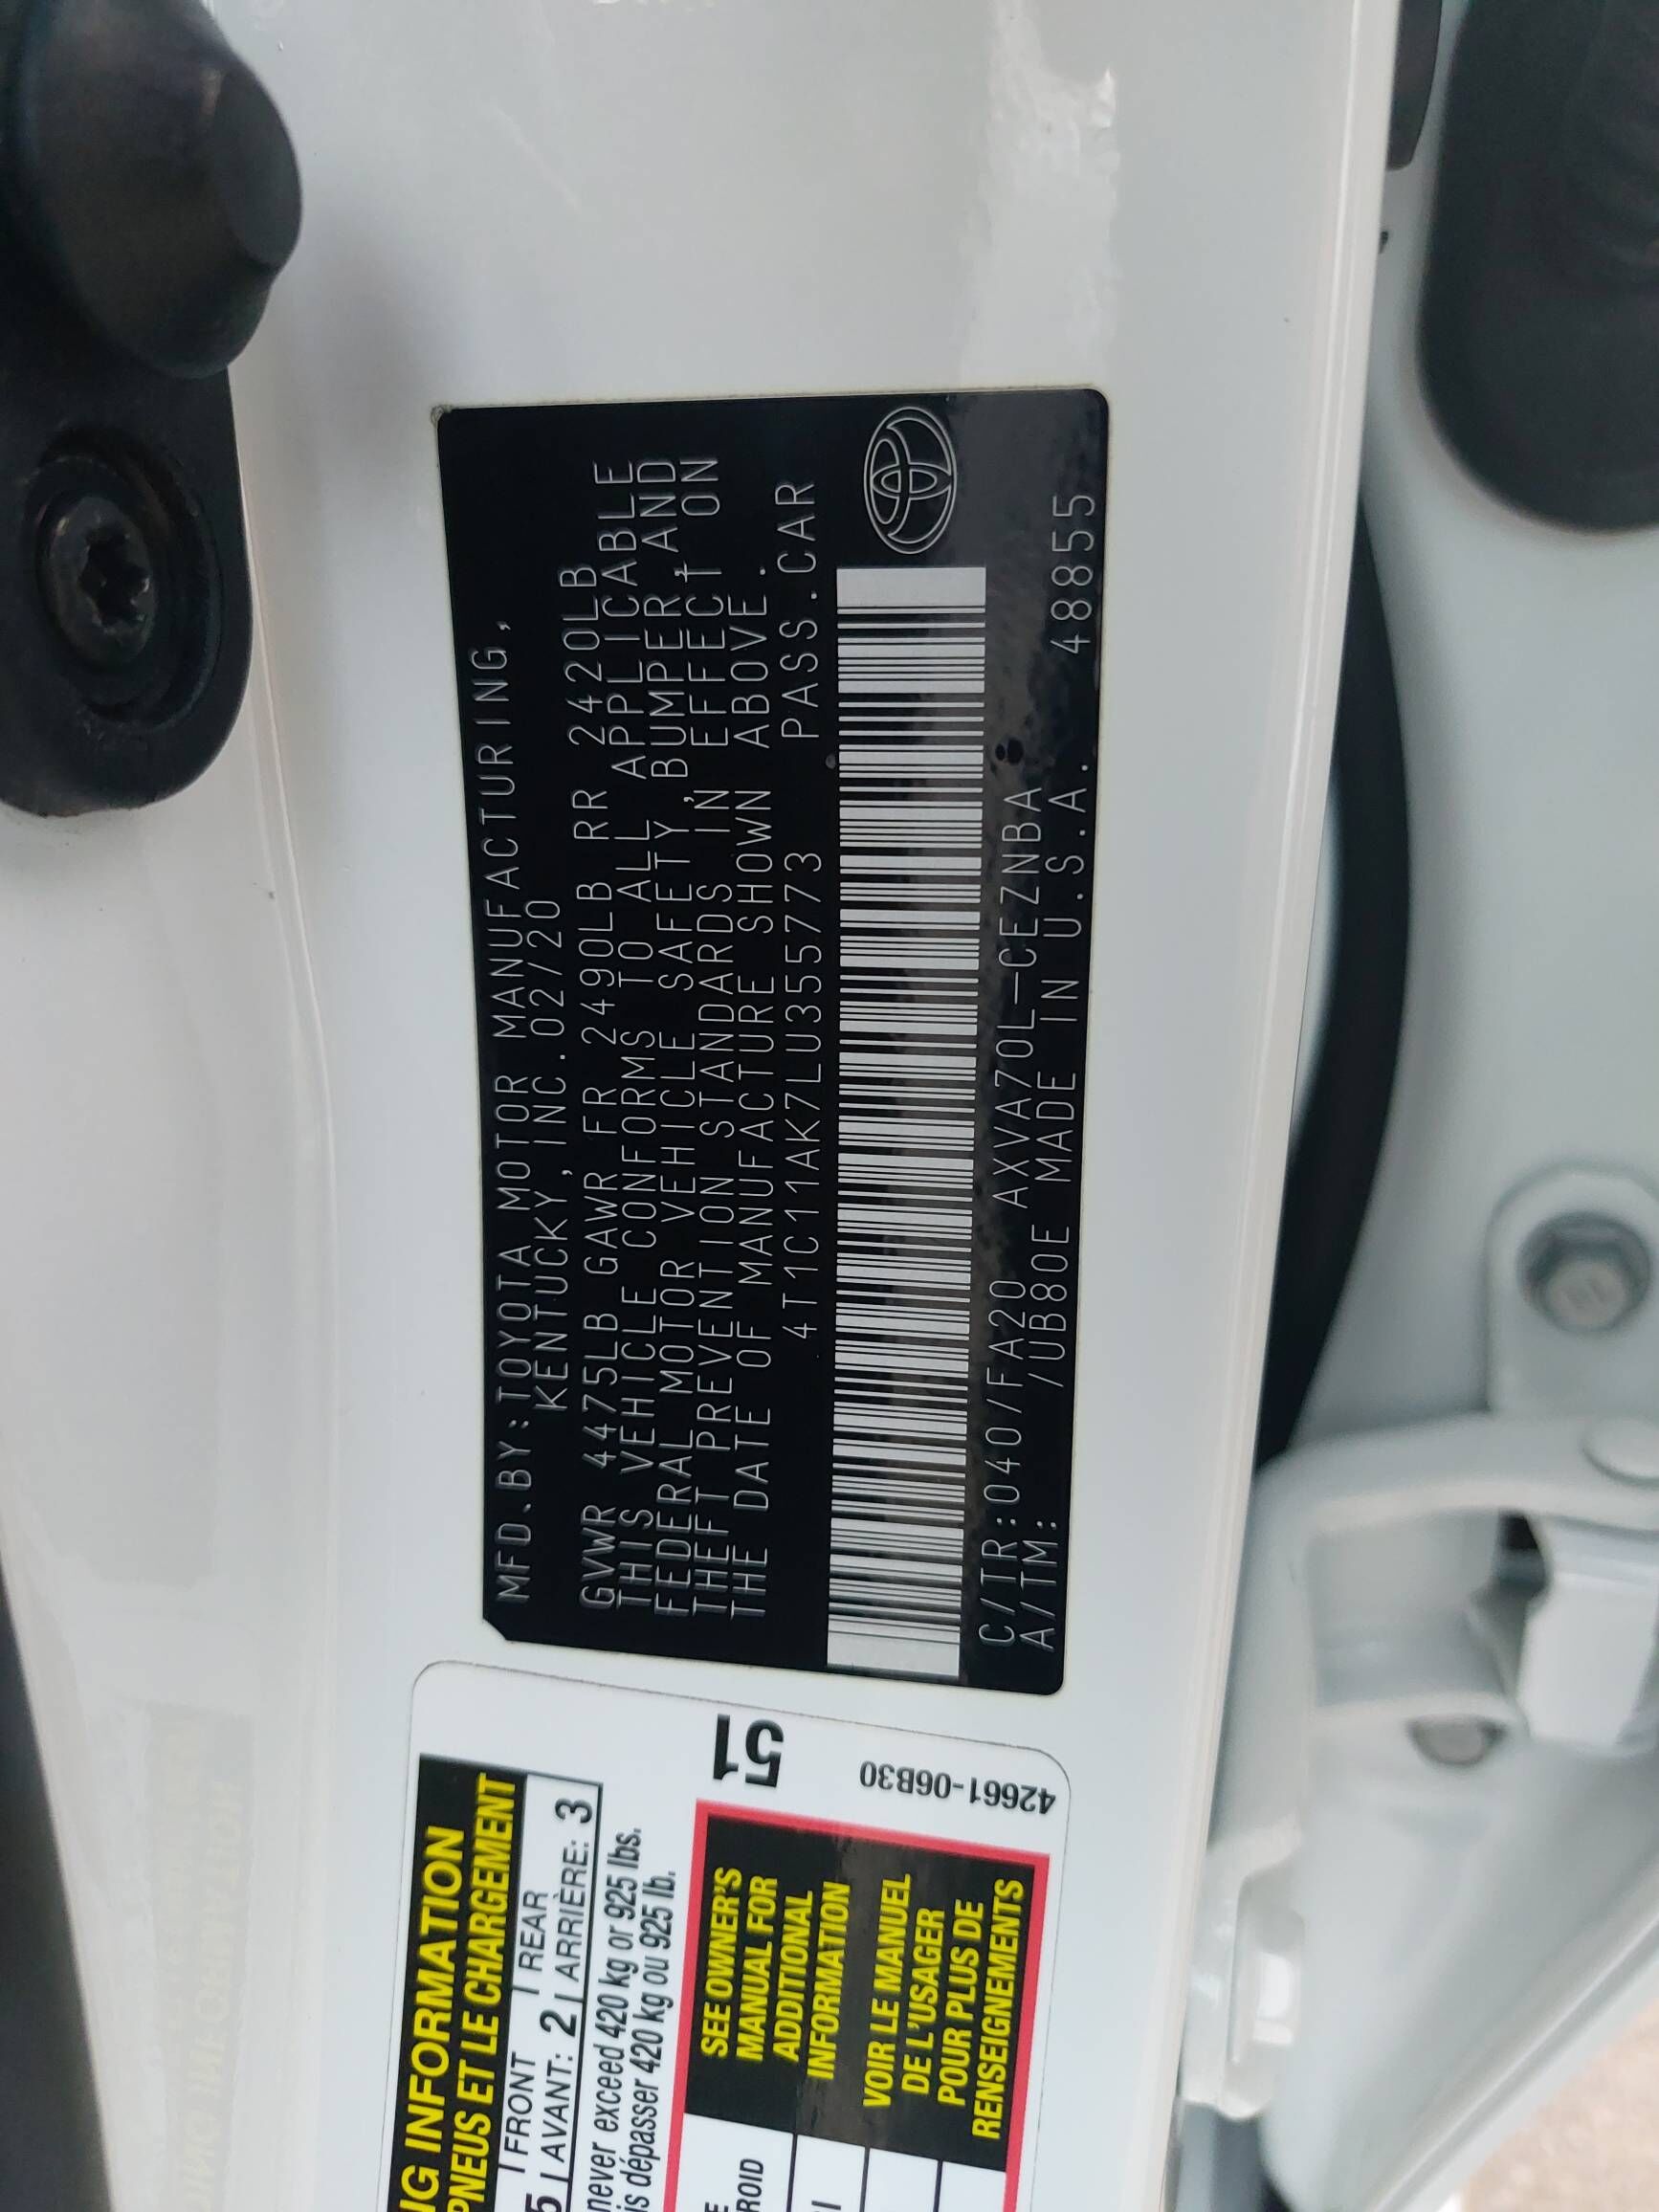 MFD.BY:TOYOTA MOTOR MANUFACTURING,
KENTUCKY, INC.02/20
GVWR 4475LB GAWR FR 2490LB RR 2420LB
THIS VEHICLE CONFORMS TO ALL APPLICABLE
FEDERAL MOTOR VEHICLE SAFETY, BUMPER, AND
THEFT PREVENTION STANDARDS IN EFFECT ON
THE DATE OF MANUFACTURE SHOWN ABOVE.
4T1C11AK7LU355773 PASS.CAR
C/TR:040/FA20 AXVA70L-CEZNBA
A/TM: /UB80E MADE IN U.S.A. 48855
INFORMATION
PNEUS ET LE CHARGEMENT
5 FRONT REAR
AVANT: 2 ARRIÈRE: 3
never exceed 420 kg or 925 lbs.
dépasser 420 kg ou 925 lb.
51
42661-06B30
SEE OWNER'S
MANUAL FOR
ADDITIONAL
INFORMATION
VOIR LE MANUEL
DE L'USAGER
POUR PLUS DE
RENSEIGNEMENTS